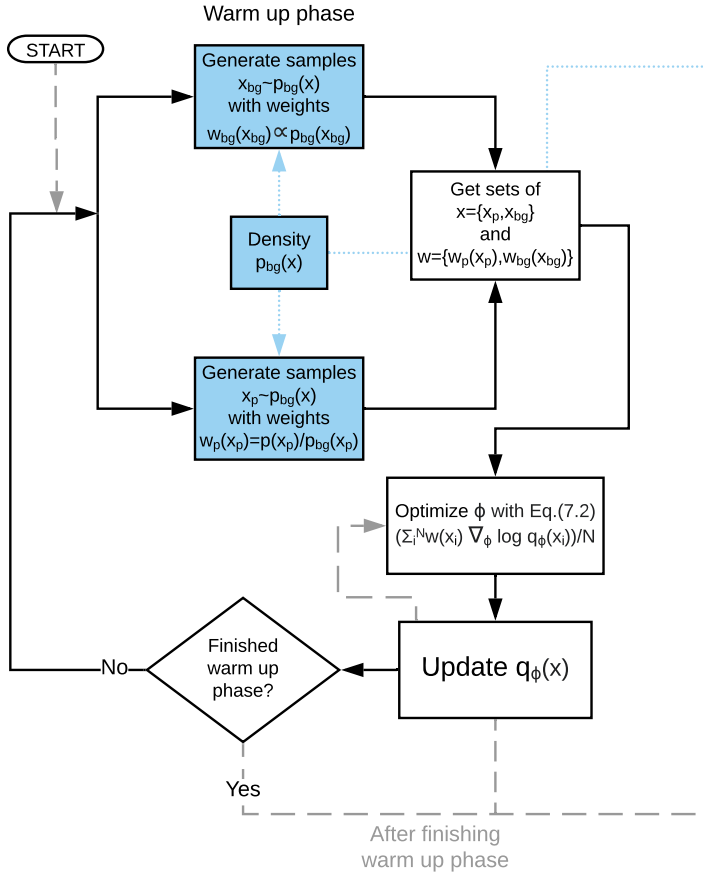 Warm up phase
START
Generate samples
x_bg~p_bg(x)
with weights
w_bg(x_bg)∝p_bg(x_bg)
Get sets of
x={x_p,x_bg}
and
w={w_p(x_p),w_bg(x_bg)}
Density
p_bg(x)
Generate samples
x_p~p_bg(x)
with weights
w_p(x_p)=p(x_p)/p_bg(x_p)
Optimize ϕ with Eq.(7.2)
(Σ_i^N w(x_i) ∇_ϕ log q_ϕ(x_i))/N
Update q_ϕ(x)
Finished
warm up
phase?
No
Yes
After finishing
warm up phase